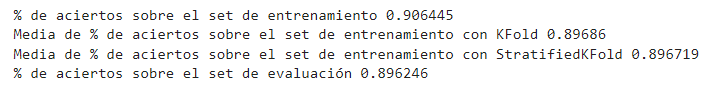 % de aciertos sobre el set de entrenamiento 0.906445
Media de % de aciertos sobre el set de entrenamiento con KFold 0.89686
Media de % de aciertos sobre el set de entrenamiento con StratifiedKFold 0.896719
% de aciertos sobre el set de evaluación 0.896246